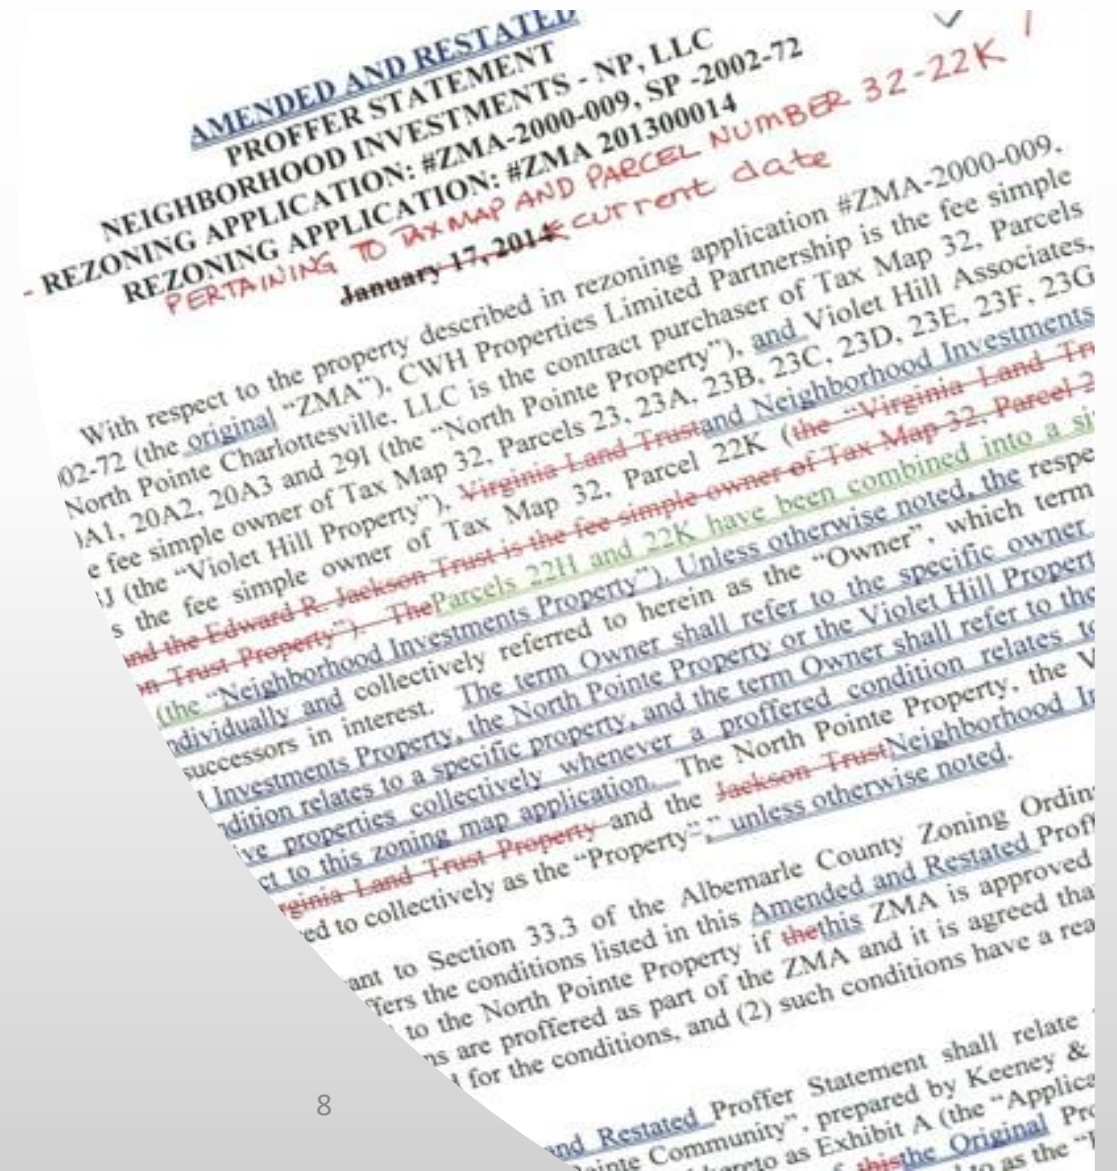 AMENDED AND RESTATED
PROFFER STATEMENT
NEIGHBORHOOD INVESTMENTS - NP, LLC
REZONING APPLICATION: #ZMA-2000-009, SP -2002-72
REZONING APPLICATION: #ZMA 201300014
PERTAINING TO TAX MAP AND PARCEL NUMBER 32-22K
January 17, 2014 current date
With respect to the property described in rezoning application #ZMA-2000-009,
02-72 (the original "ZMA"), CWH Properties Limited Partnership is the fee simple
North Pointe Charlottesville, LLC is the contract purchaser of Tax Map 32, Parcels
A1, 20A2, 20A3 and 29I (the "North Pointe Property"), and Violet Hill Associates,
e fee simple owner of Tax Map 32, Parcels 23, 23A, 23B, 23C, 23D, 23E, 23F, 23G
J (the "Violet Hill Property"), Virginia Land Trustand Neighborhood Investments
s the fee simple owner of Tax Map 32, Parcel 22K (the "Virginia Land Tr
nd the Edward R. Jackson Trust is the fee simple owner of Tax Map 32, Parcel 2
n Trust Property"). TheParcels 22H and 22K have been combined into a si
(the "Neighborhood Investments Property"). Unless otherwise noted, the respe
dividually and collectively referred to herein as the "Owner", which term
successors in interest. The term Owner shall refer to the specific owner
Investments Property, the North Pointe Property or the Violet Hill Propert
dition relates to a specific property, and the term Owner shall refer to the
ve properties collectively whenever a proffered condition relates to
ct to this zoning map application. The North Pointe Property, the V
rginia Land Trust Property and the Jackson TrustNeighborhood In
ed to collectively as the "Property"," unless otherwise noted.
ant to Section 33.3 of the Albemarle County Zoning Ordin
ffers the conditions listed in this Amended and Restated Proff
to the North Pointe Property if thethis ZMA is approved
ns are proffered as part of the ZMA and it is agreed tha
for the conditions, and (2) such conditions have a rea
and Restated Proffer Statement shall relate
ointe Community", prepared by Keeney &
hereto as Exhibit A (the "Applica
thisthe Original Pro
to as the "
8